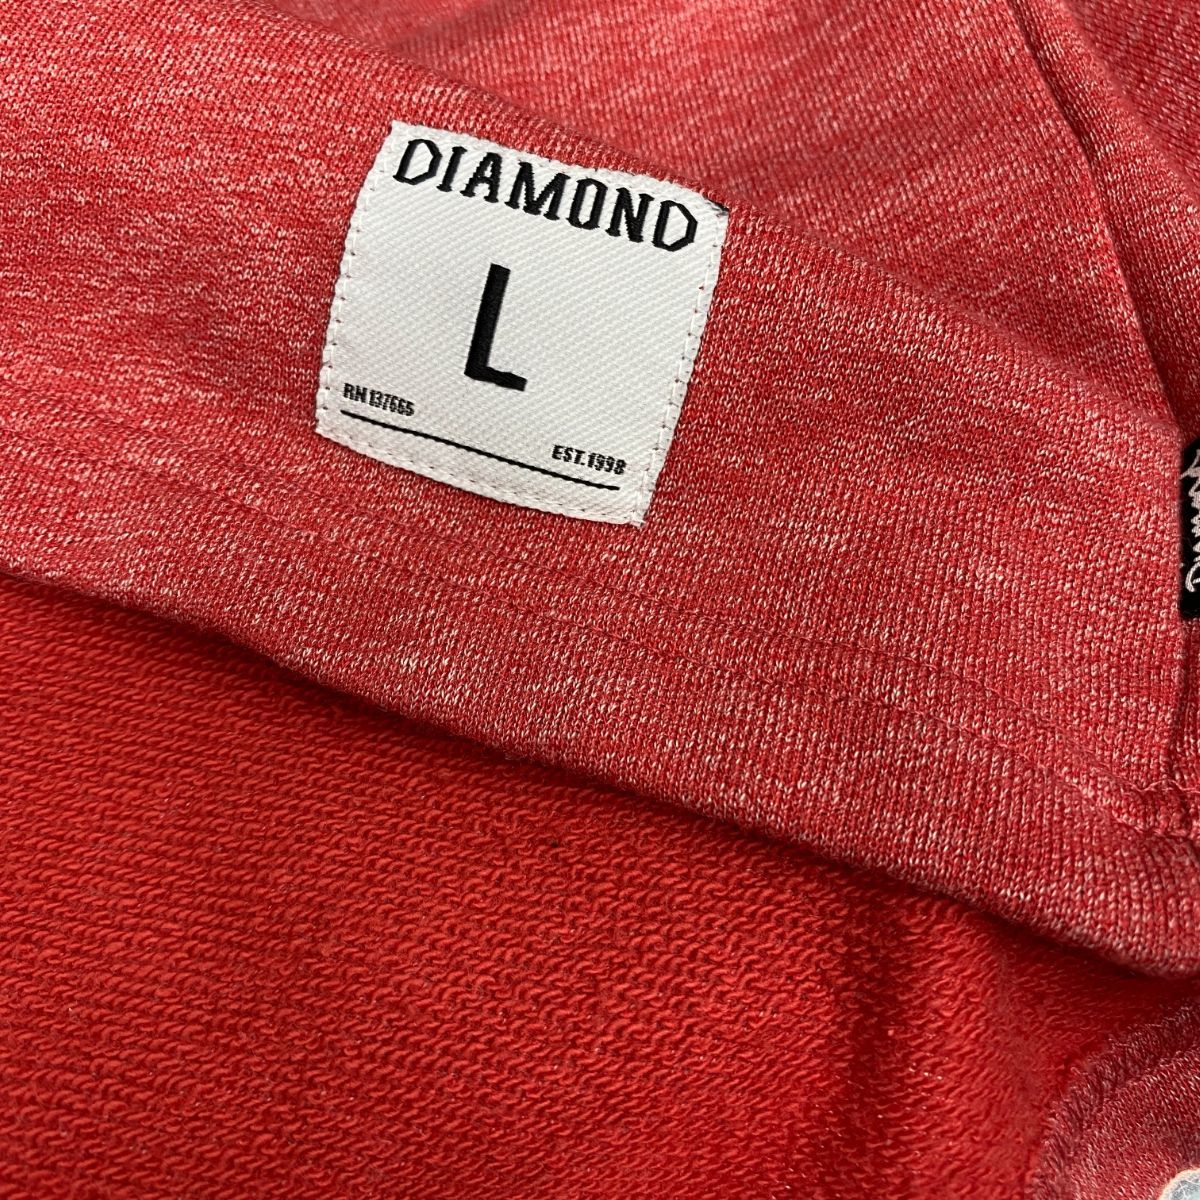 DIAMOND
L
RN 137665
EST.1998